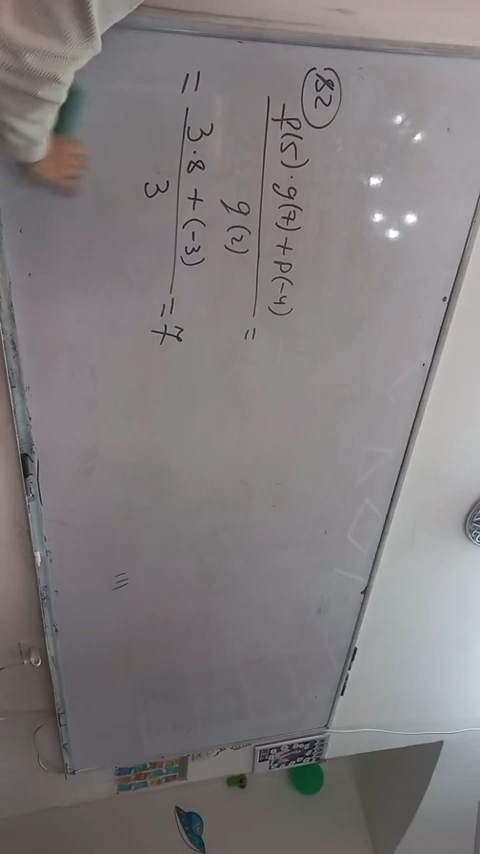 82
f(5)·g(7)+p(-4) / g(2) =
= 3·8+(-3) / 3 = 7